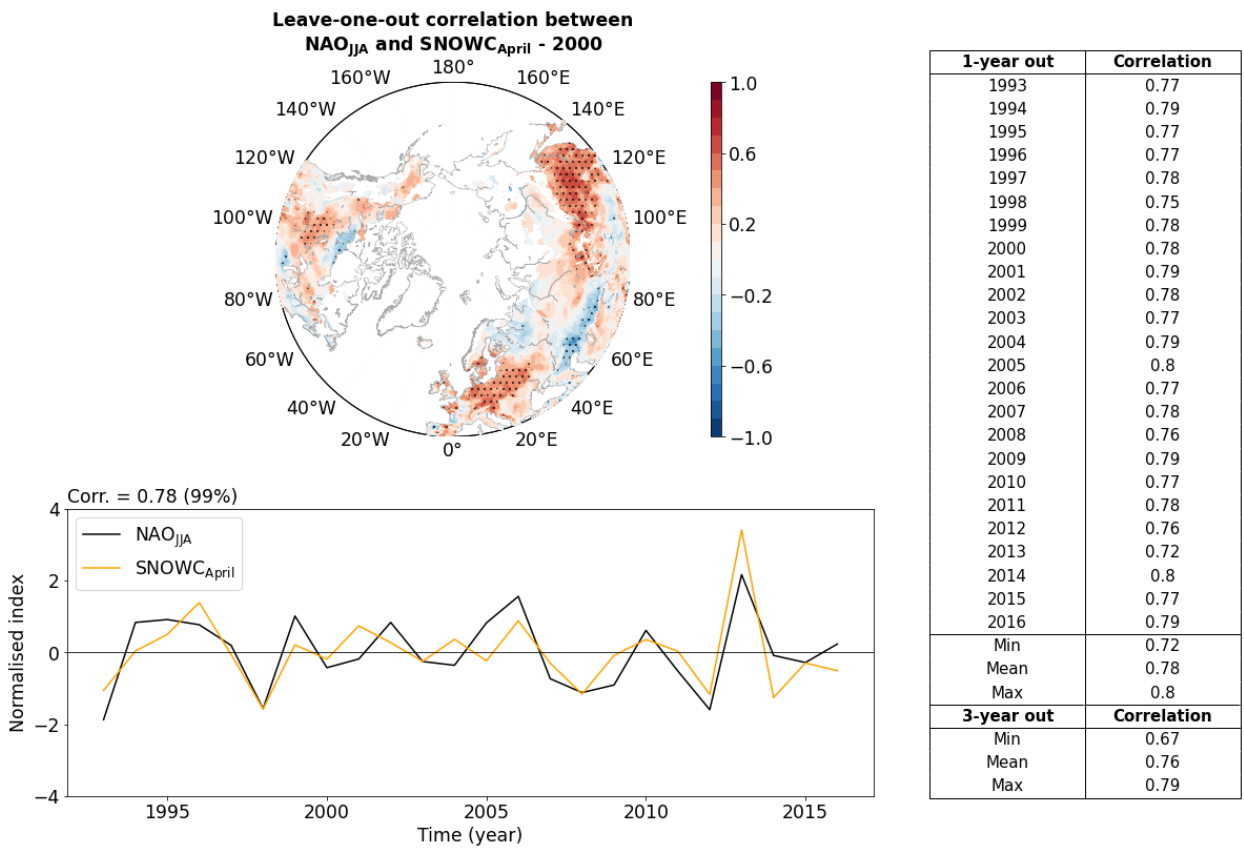 Leave-one-out correlation between
NAO_JJA and SNOWC_April - 2000
180°
160°W 160°E
140°W 140°E
120°W 120°E
100°W 100°E
80°W 80°E
60°W 60°E
40°W 40°E
20°W 20°E
0°
1.0
0.6
0.2
−0.2
−0.6
−1.0
Corr. = 0.78 (99%)
NAO_JJA
SNOWC_April
Normalised index
4
2
0
−2
−4
1995 2000 2005 2010 2015
Time (year)
1-year out Correlation
1993 0.77
1994 0.79
1995 0.77
1996 0.77
1997 0.78
1998 0.75
1999 0.78
2000 0.78
2001 0.79
2002 0.78
2003 0.77
2004 0.79
2005 0.8
2006 0.77
2007 0.78
2008 0.76
2009 0.79
2010 0.77
2011 0.78
2012 0.76
2013 0.72
2014 0.8
2015 0.77
2016 0.79
Min 0.72
Mean 0.78
Max 0.8
3-year out Correlation
Min 0.67
Mean 0.76
Max 0.79